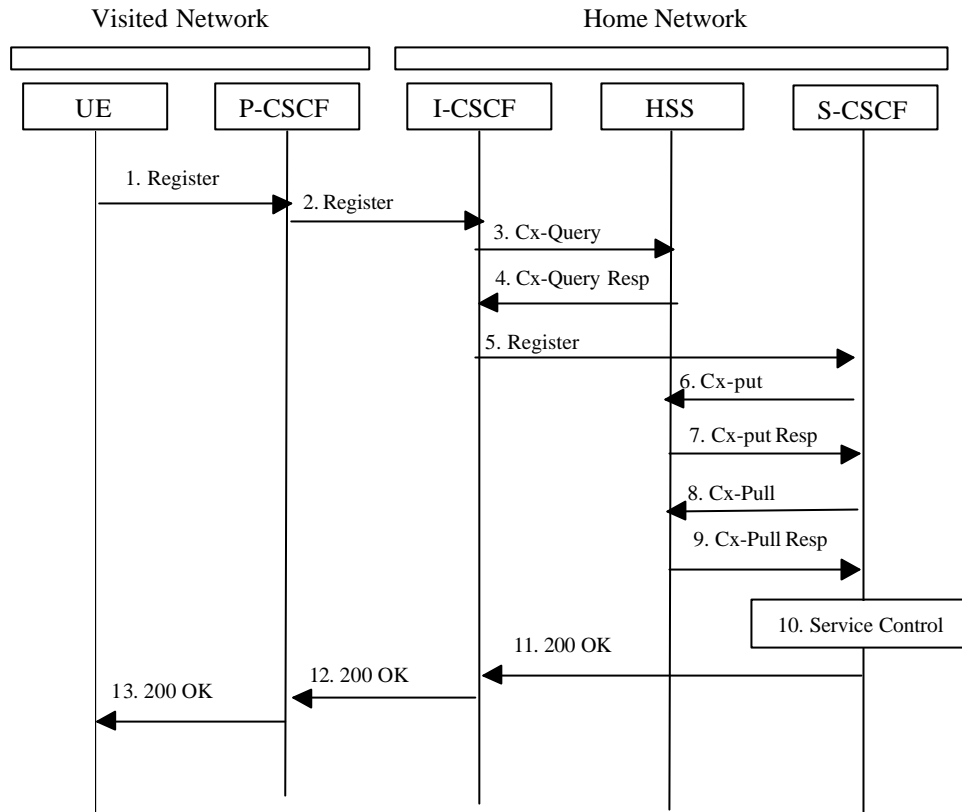 Visited Network
Home Network
UE
P-CSCF
I-CSCF
HSS
S-CSCF
1. Register
2. Register
3. Cx-Query
4. Cx-Query Resp
5. Register
6. Cx-put
7. Cx-put Resp
8. Cx-Pull
9. Cx-Pull Resp
10. Service Control
11. 200 OK
12. 200 OK
13. 200 OK